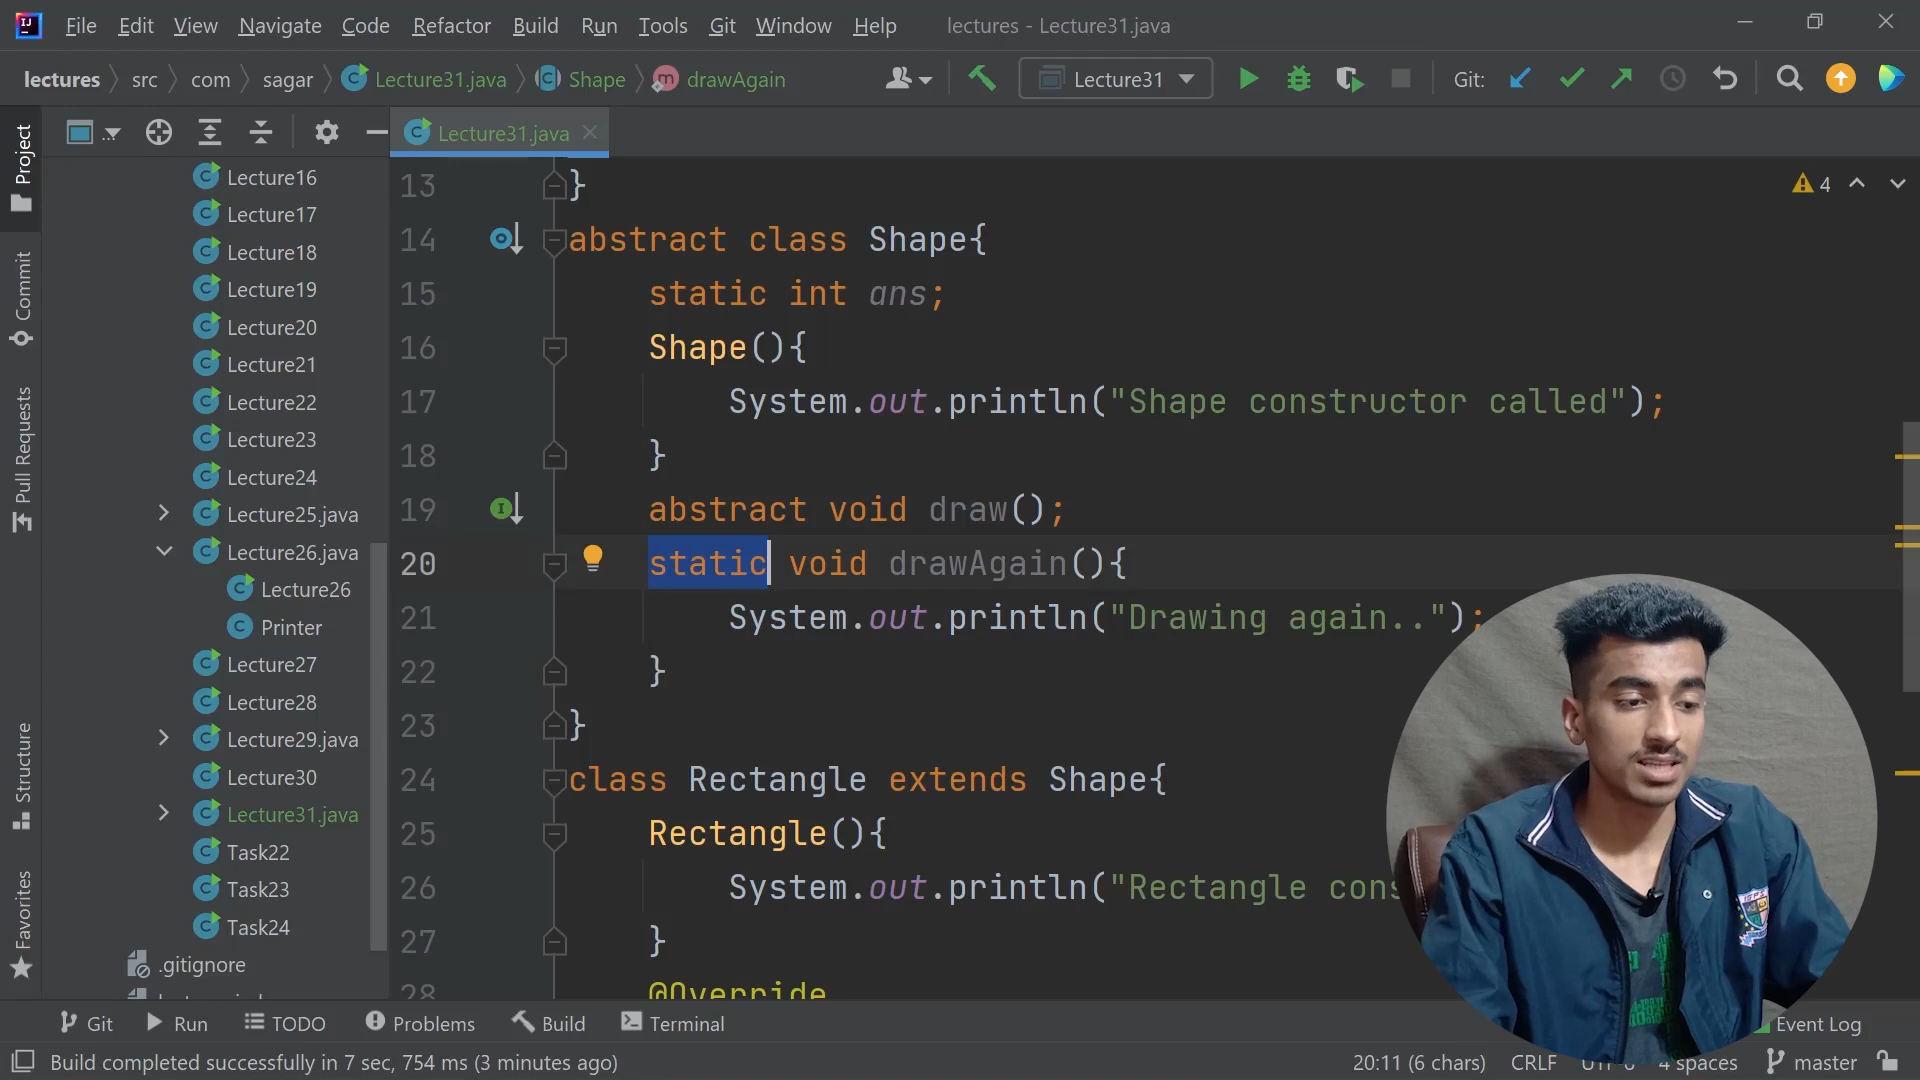 File Edit View Navigate Code Refactor Build Run Tools Git Window Help lectures - Lecture31.java
lectures src com sagar Lecture31.java Shape drawAgain Lecture31 Git:
Project
Commit
Pull Requests
Structure
Favorites
Lecture16
Lecture17
Lecture18
Lecture19
Lecture20
Lecture21
Lecture22
Lecture23
Lecture24
Lecture25.java
Lecture26.java
Lecture26
Printer
Lecture27
Lecture28
Lecture29.java
Lecture30
Lecture31.java
Task22
Task23
Task24
.gitignore
Lecture31.java
4
13 }
14 abstract class Shape{
15 static int ans;
16 Shape(){
17 System.out.println("Shape constructor called");
18 }
19 abstract void draw();
20 static void drawAgain(){
21 System.out.println("Drawing again..");
22 }
23 }
24 class Rectangle extends Shape{
25 Rectangle(){
26 System.out.println("Rectangle cons
27 }
28 @Override
Git Run TODO Problems Build Terminal Event Log
Build completed successfully in 7 sec, 754 ms (3 minutes ago) 20:11 (6 chars) CRLF UTF-8 4 spaces master